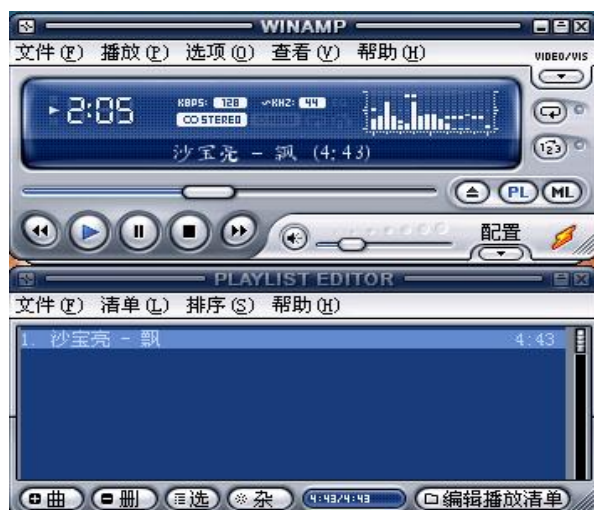 WINAMP
文件(F) 播放(P) 选项(O) 查看(V) 帮助(H) VIDEO/VIS
2:05 KBPS: 128 KHZ: 44
STEREO
沙宝亮 - 飘 (4:43)
PL ML
配置
PLAYLIST EDITOR
文件(F) 清单(L) 排序(S) 帮助(H)
1. 沙宝亮 - 飘 4:43
曲 删 选 杂 4:43/4:43 编辑播放清单